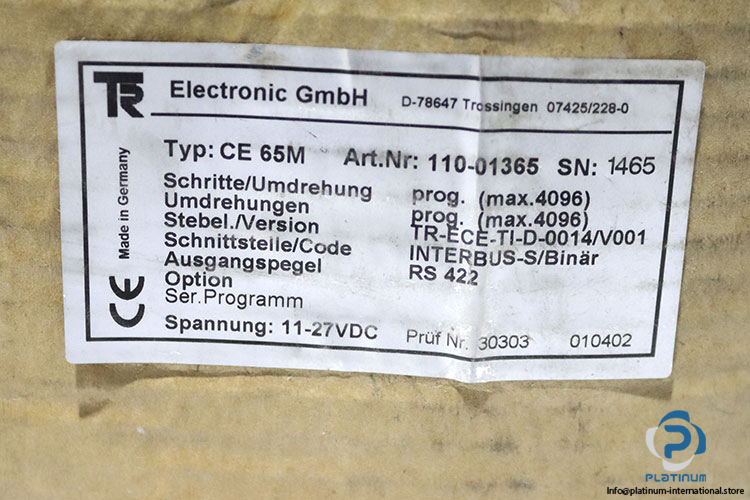 TR Electronic GmbH D-78647 Trossingen 07425/228-0
Made in Germany
CE
Typ: CE 65M Art.Nr: 110-01365 SN: 1465
Schritte/Umdrehung prog. (max.4096)
Umdrehungen prog. (max.4096)
Stebel./Version TR-ECE-TI-D-0014/V001
Schnittstelle/Code INTERBUS-S/Binär
Ausgangspegel RS 422
Option
Ser.Programm
Spannung: 11-27VDC Prüf Nr. 30303 010402
PLATINUM
Info@platinum-international.store